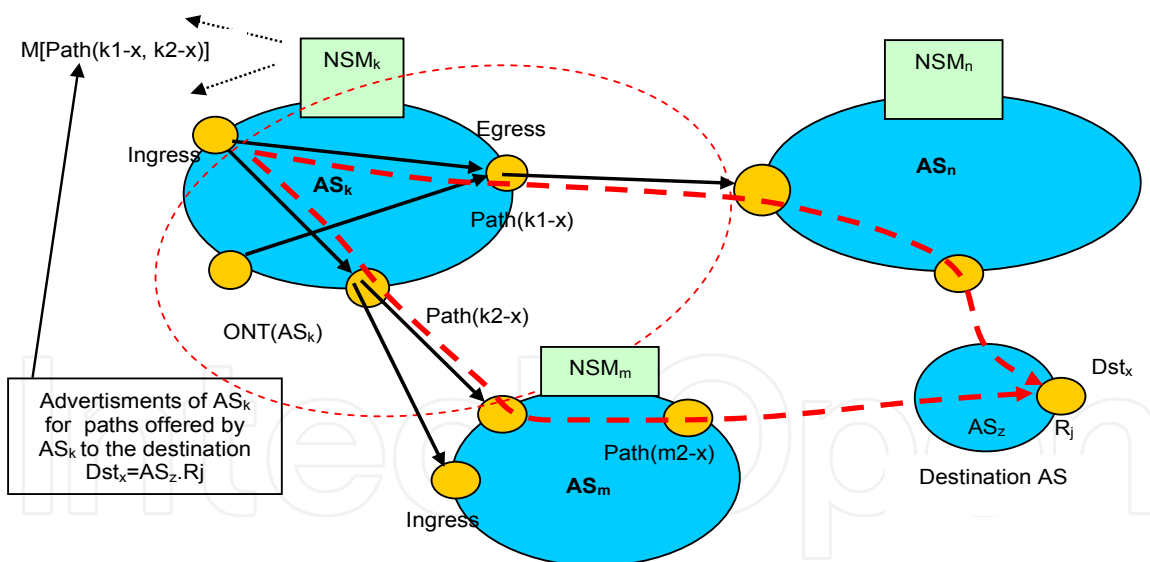 M[Path(k1-x, k2-x)]
NSMk
NSMn
Egress
Ingress
ASk
ASn
Path(k1-x)
ONT(ASk)
Path(k2-x)
NSMm
Advertisments of ASk
for paths offered by
ASk to the destination
Dstx=ASz.Rj
Dstx
ASz
Rj
Path(m2-x)
Destination AS
ASm
Ingress
IntechOpen